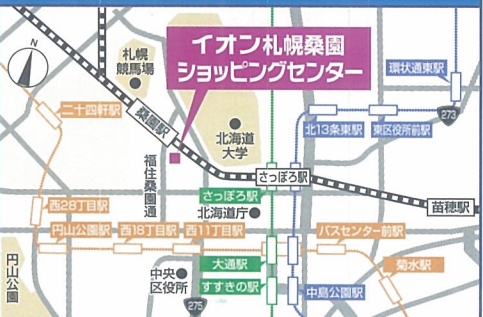 イオン札幌桑園
ショッピングセンター
N
札幌
競馬場
環状通東駅
二十四軒駅
桑園駅
北海道
大学
北13条東駅
東区役所前駅
273
福住桑園通
さっぽろ駅
西28丁目駅
さっぽろ駅
北海道庁
苗穂駅
円山公園駅
西18丁目駅
西11丁目駅
バスセンター前駅
円山公園
中央
区役所
大通駅
菊水駅
275
すすきの駅
中島公園駅